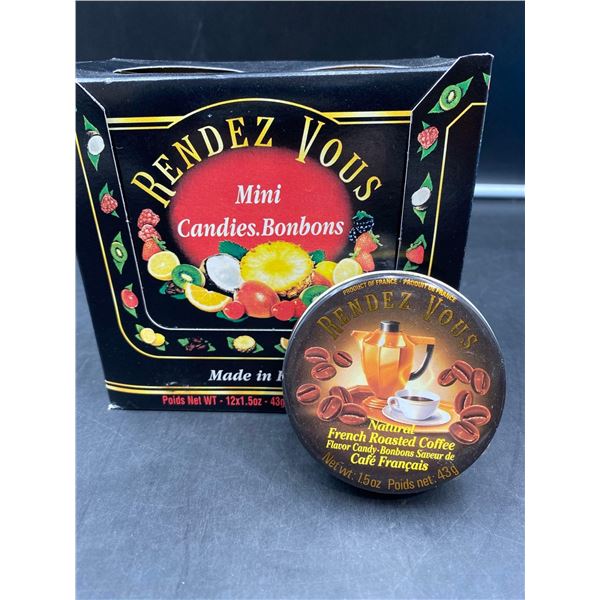 RENDEZ VOUS
Mini
Candies.Bonbons
Made in
Poids Net WT - 12x1.5oz - 43g
PRODUCT OF FRANCE · PRODUIT DE FRANCE
RENDEZ VOUS
Natural
French Roasted Coffee
Flavor Candy-Bonbons Saveur de
Café Français
Net wt: 1.5oz Poids net: 43g